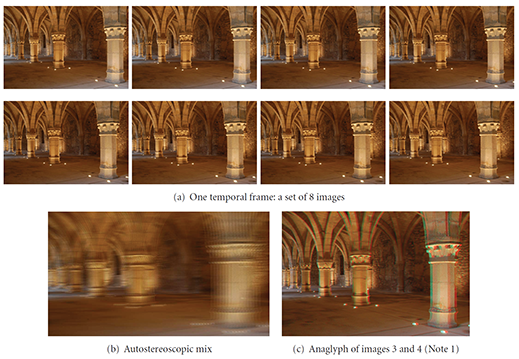 (a) One temporal frame: a set of 8 images
(b) Autostereoscopic mix
(c) Anaglyph of images 3 and 4 (Note 1)